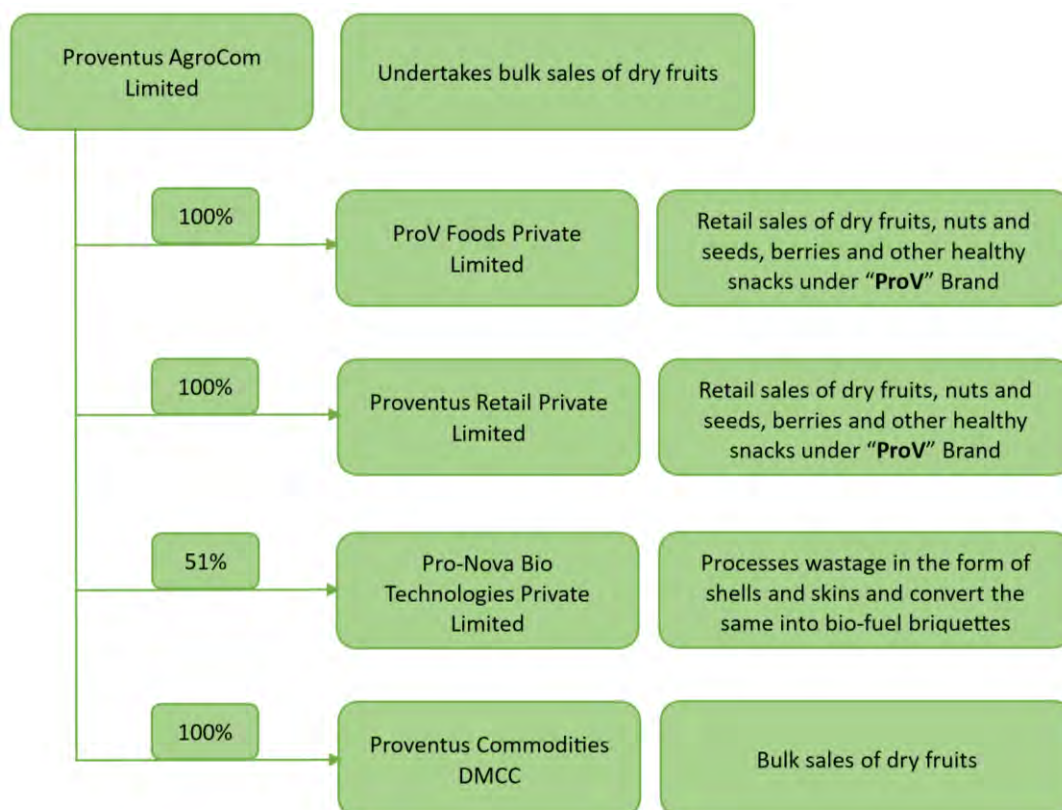 Proventus AgroCom
Limited
Undertakes bulk sales of dry fruits
100%
ProV Foods Private
Limited
Retail sales of dry fruits, nuts and
seeds, berries and other healthy
snacks under “ProV” Brand
100%
Proventus Retail Private
Limited
Retail sales of dry fruits, nuts and
seeds, berries and other healthy
snacks under “ProV” Brand
51%
Pro-Nova Bio
Technologies Private
Limited
Processes wastage in the form of
shells and skins and convert the
same into bio-fuel briquettes
100%
Proventus Commodities
DMCC
Bulk sales of dry fruits